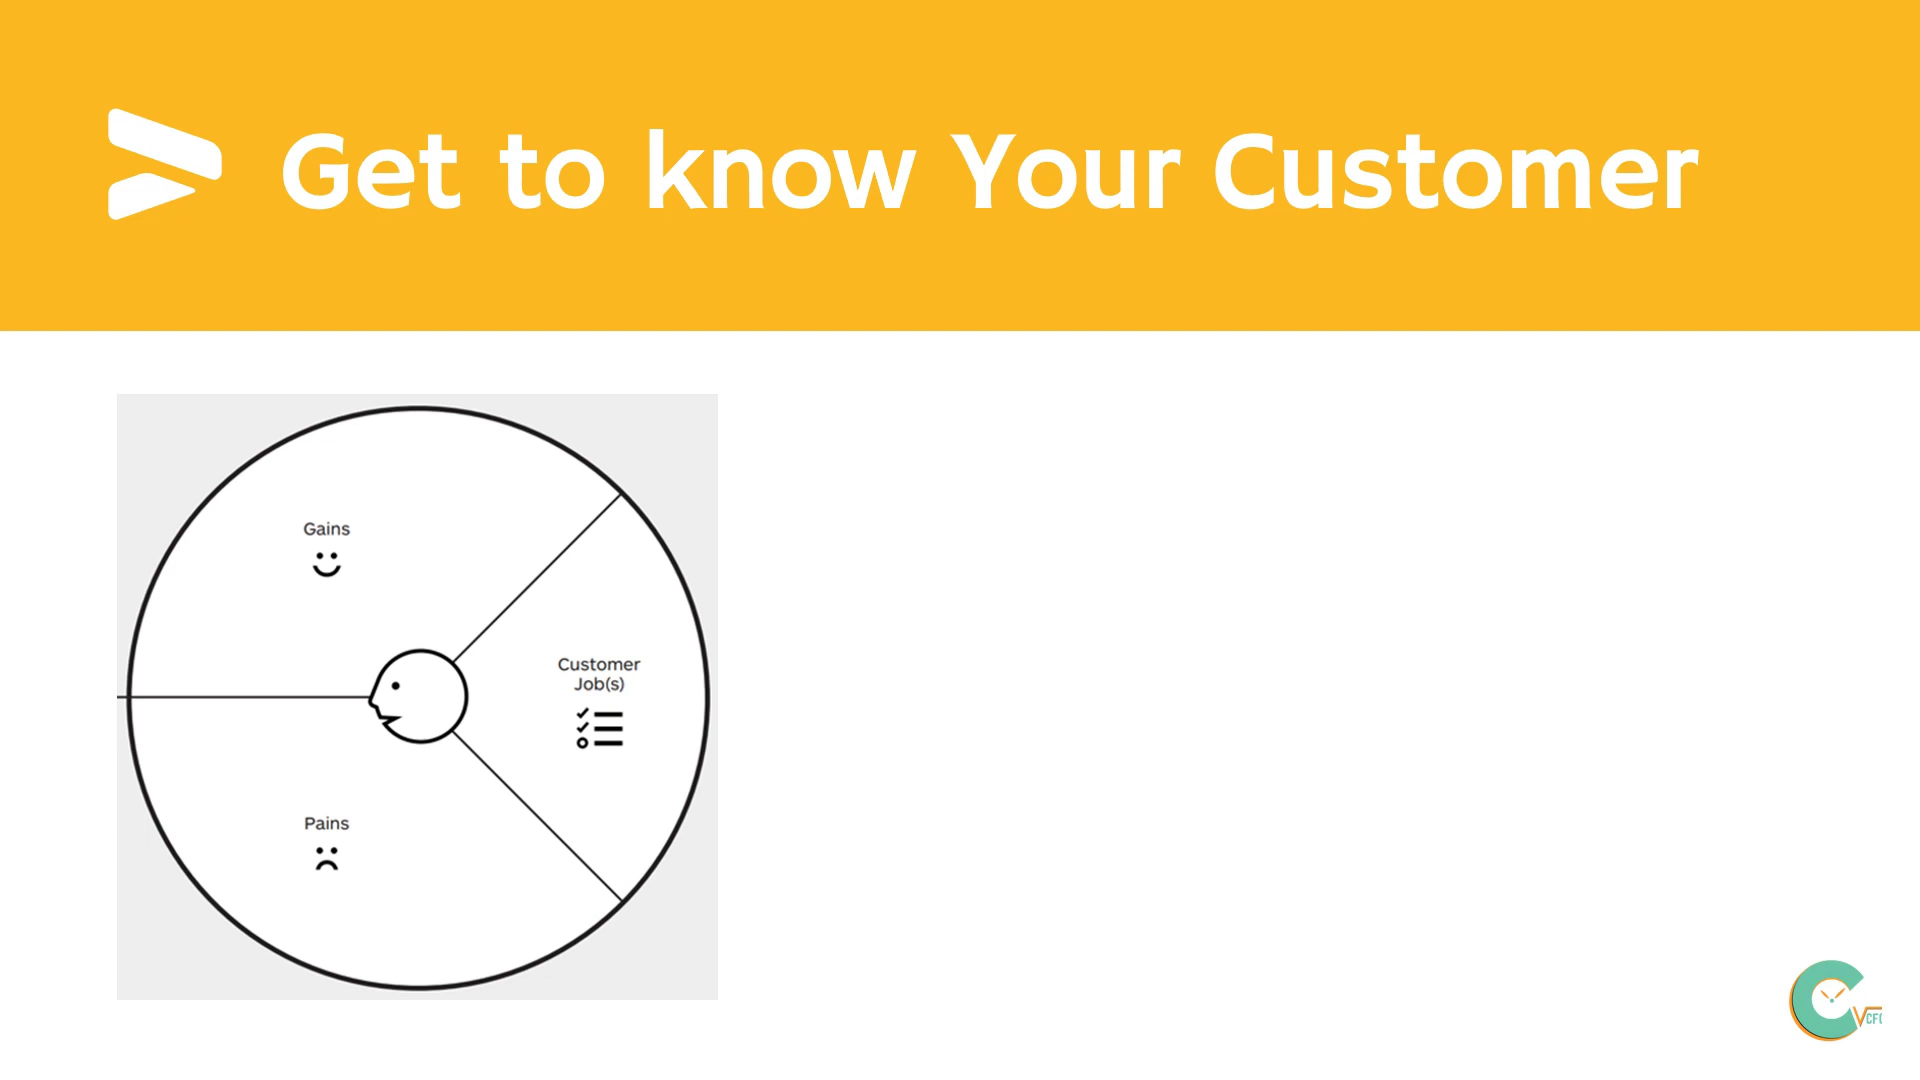 Get to know Your Customer
Gains
Customer
Job(s)
Pains